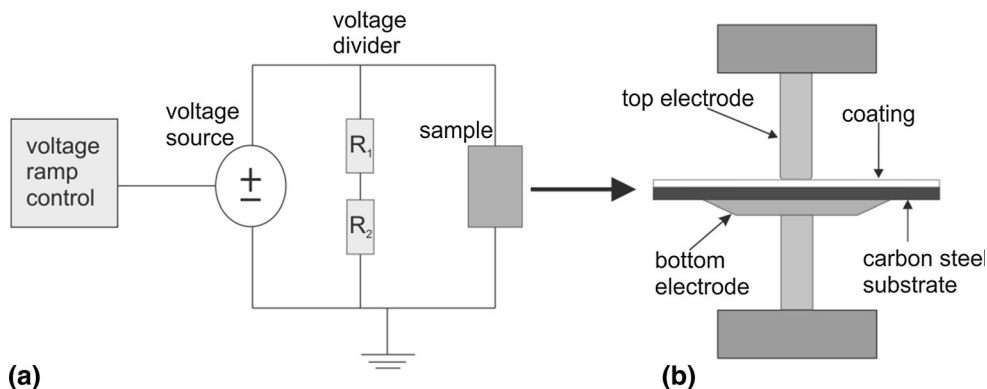 voltage
divider
voltage
source
sample
voltage
ramp
control
+
−
R1
R2
(a)
top electrode
coating
bottom
electrode
carbon steel
substrate
(b)